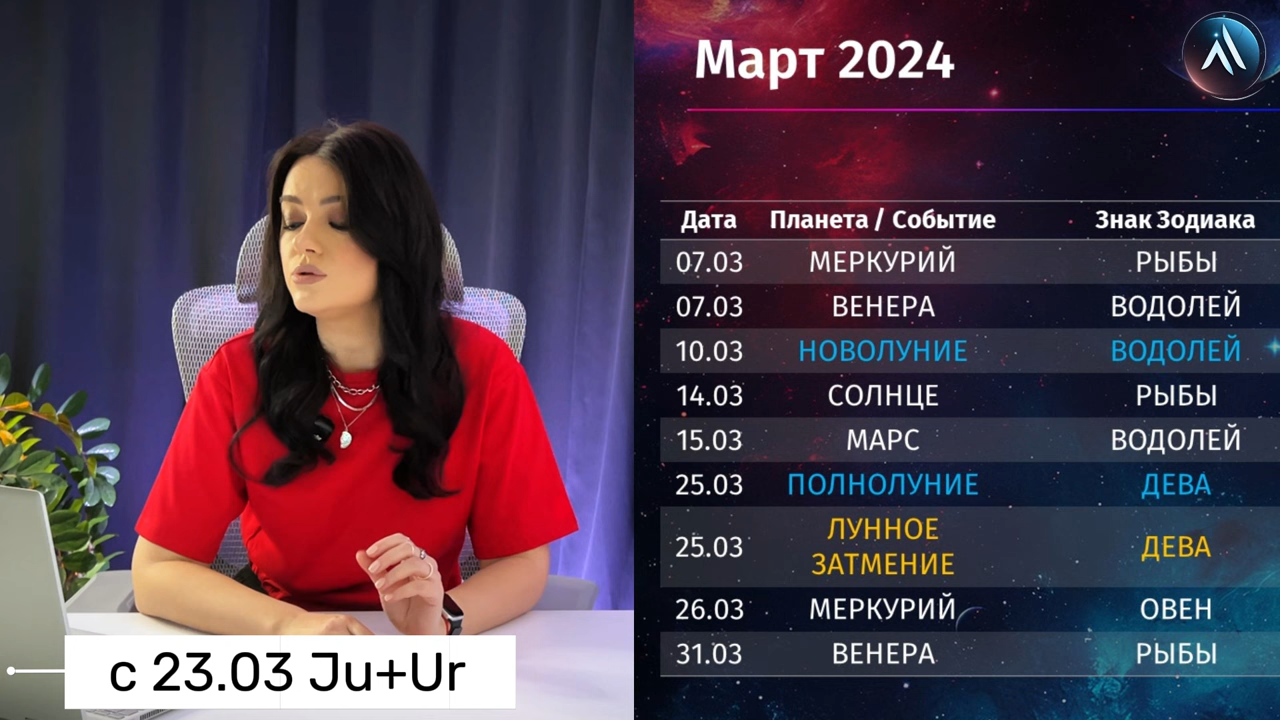 Март 2024
Дата Планета / Событие Знак Зодиака
07.03 МЕРКУРИЙ РЫБЫ
07.03 ВЕНЕРА ВОДОЛЕЙ
10.03 НОВОЛУНИЕ ВОДОЛЕЙ
14.03 СОЛНЦЕ РЫБЫ
15.03 МАРС ВОДОЛЕЙ
25.03 ПОЛНОЛУНИЕ ДЕВА
25.03 ЛУННОЕ
ЗАТМЕНИЕ ДЕВА
26.03 МЕРКУРИЙ ОВЕН
31.03 ВЕНЕРА РЫБЫ
с 23.03 Ju+Ur